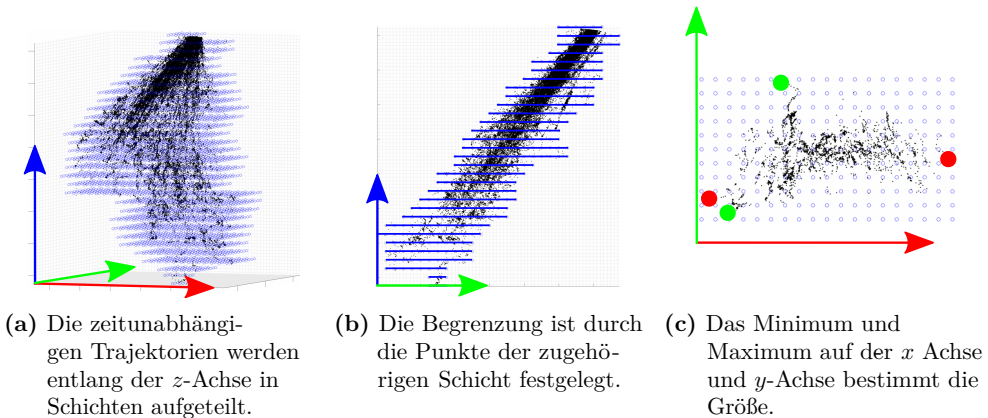 (a) Die zeitunabhängi-
gen Trajektorien werden
entlang der z-Achse in
Schichten aufgeteilt.
(b) Die Begrenzung ist durch
die Punkte der zugehö-
rigen Schicht festgelegt.
(c) Das Minimum und
Maximum auf der x Achse
und y-Achse bestimmt die
Größe.